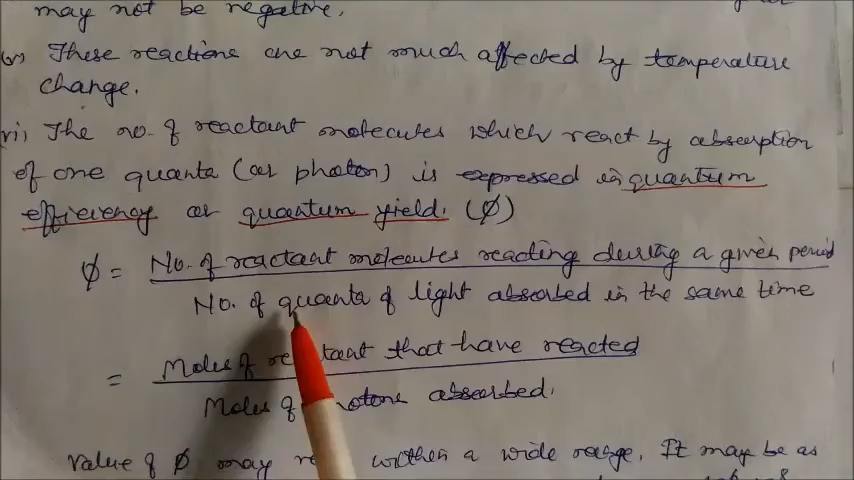 may not be negative.
(v) These reactions are not much affected by temperature
change.
vi) The no. of reactant molecules which react by absorption
of one quanta (or photon) is expressed in quantum
efficiency or quantum yield. (φ)
φ = No. of reactant molecules reacting during a given period
No. of quanta of light absorbed in the same time
= Moles of reactant that have reacted
Moles of photons absorbed.
Value of φ may within a wide range. It may be as